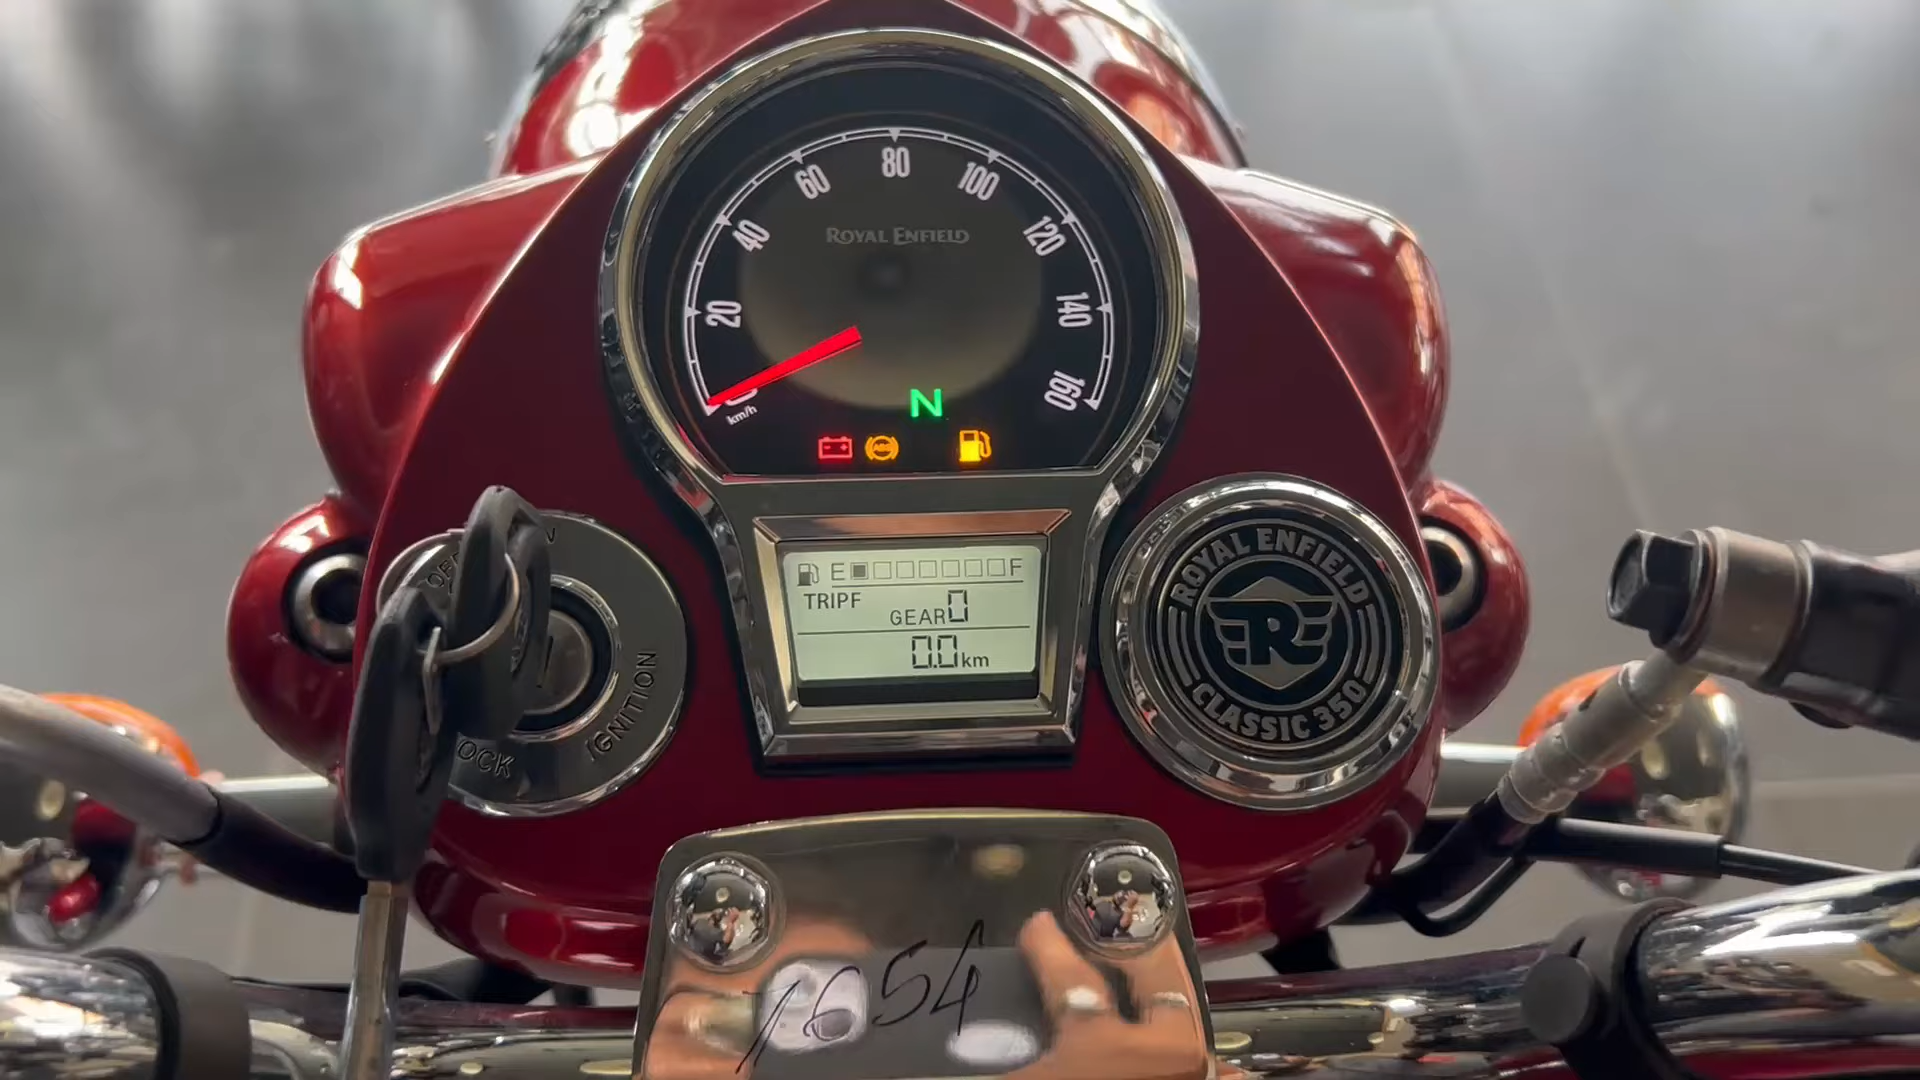 80
60
100
40
120
ROYAL ENFIELD
20
140
160
km/h
N
ABS
E F
TRIPF
GEAR 0
0.0 km
IGNITION
ROYAL ENFIELD
R
CLASSIC 350
1654